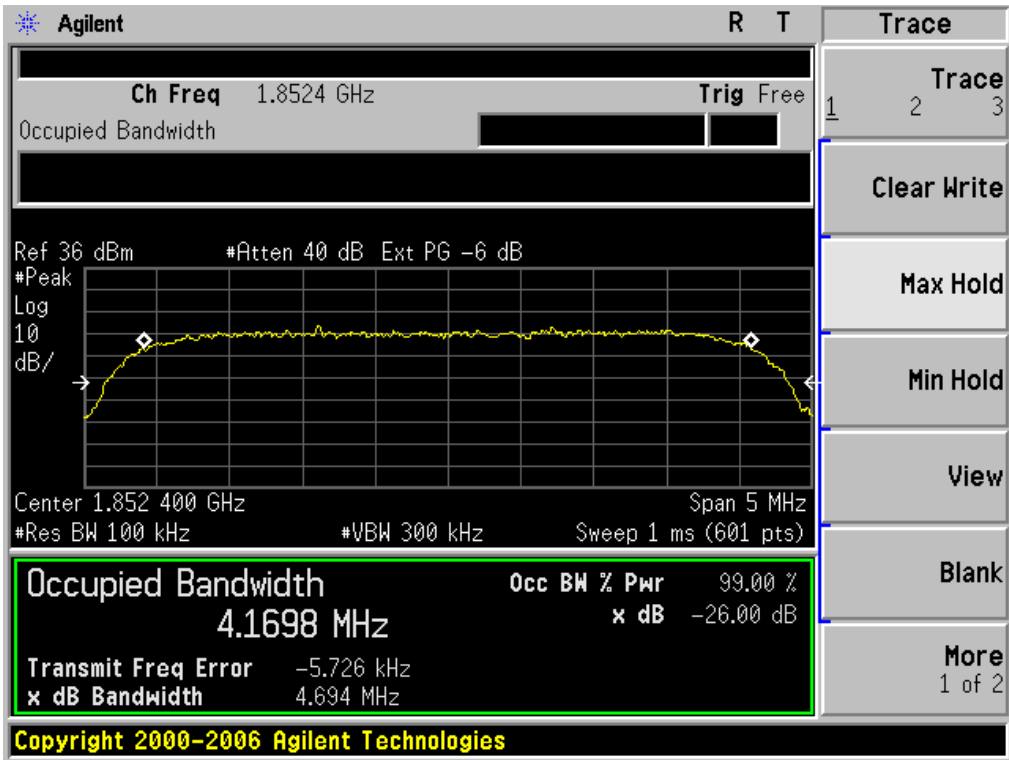 Agilent R T
Trace
Ch Freq 1.8524 GHz Trig Free
Occupied Bandwidth
Trace
1 2 3
Clear Write
Ref 36 dBm #Atten 40 dB Ext PG -6 dB
#Peak
Log
10
dB/
Max Hold
Min Hold
View
Center 1.852 400 GHz Span 5 MHz
#Res BW 100 kHz #VBW 300 kHz Sweep 1 ms (601 pts)
Blank
Occupied Bandwidth Occ BW % Pwr 99.00 %
4.1698 MHz x dB -26.00 dB
Transmit Freq Error -5.726 kHz
x dB Bandwidth 4.694 MHz
More
1 of 2
Copyright 2000-2006 Agilent Technologies